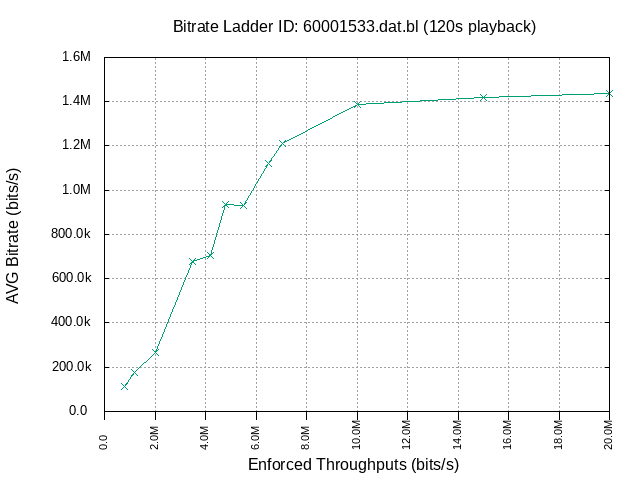 Bitrate Ladder ID: 60001533.dat.bl (120s playback)
1.6M
1.4M
1.2M
1.0M
800.0k
600.0k
400.0k
200.0k
0.0
AVG Bitrate (bits/s)
0.0
2.0M
4.0M
6.0M
8.0M
10.0M
12.0M
14.0M
16.0M
18.0M
20.0M
Enforced Throughputs (bits/s)